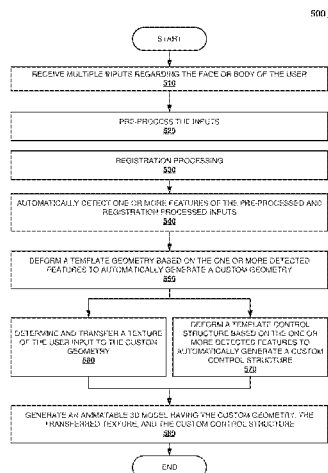 500
START
RECEIVE MULTIPLE INPUTS REGARDING THE FACE OR BODY OF THE USER
510
PRE-PROCESS THE INPUTS
520
REGISTRATION PROCESSING
530
AUTOMATICALLY DETECT ONE OR MORE FEATURES OF THE PRE-PROCESSED AND
REGISTRATION PROCESSED INPUTS
540
DEFORM A TEMPLATE GEOMETRY BASED ON THE ONE OR MORE DETECTED
FEATURES TO AUTOMATICALLY GENERATE A CUSTOM GEOMETRY
550
DETERMINE AND TRANSFER A TEXTURE
OF THE USER INPUT TO THE CUSTOM
GEOMETRY
560
DEFORM A TEMPLATE CONTROL
STRUCTURE BASED ON THE ONE OR
MORE DETECTED FEATURES TO
AUTOMATICALLY GENERATE A CUSTOM
CONTROL STRUCTURE
570
GENERATE AN ANIMATABLE 3D MODEL HAVING THE CUSTOM GEOMETRY, THE
TRANSFERRED TEXTURE, AND THE CUSTOM CONTROL STRUCTURE
580
END